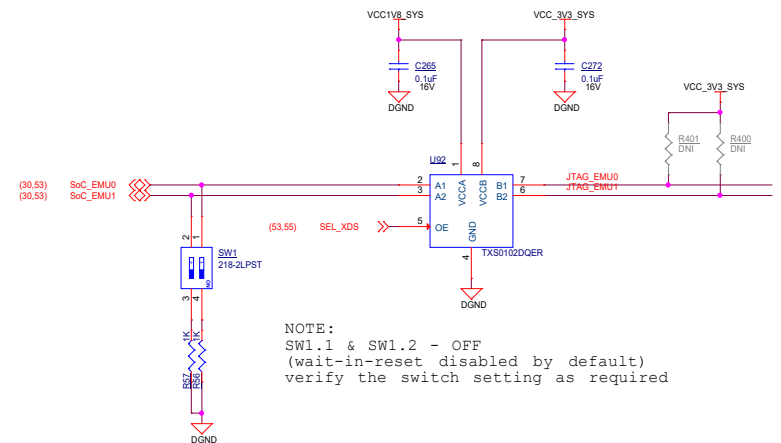 VCC1V8_SYS
VCC_3V3_SYS
C265
0.1uF
16V
DGND
C272
0.1uF
16V
DGND
VCC_3V3_SYS
R401
DNI
R400
DNI
U92
1
8
VCCA
VCCB
(30,53) SoC_EMU0
2
A1
B1
7
JTAG_EMU0
(30,53) SoC_EMU1
3
A2
B2
6
JTAG_EMU1
(53,55) SEL_XDS
5
OE
GND
4
TXS0102DQER
DGND
2
1
SW1
218-2LPST
3
4
1K
1K
R57
R56
DGND
NOTE:
SW1.1 & SW1.2 - OFF
(wait-in-reset disabled by default)
verify the switch setting as required